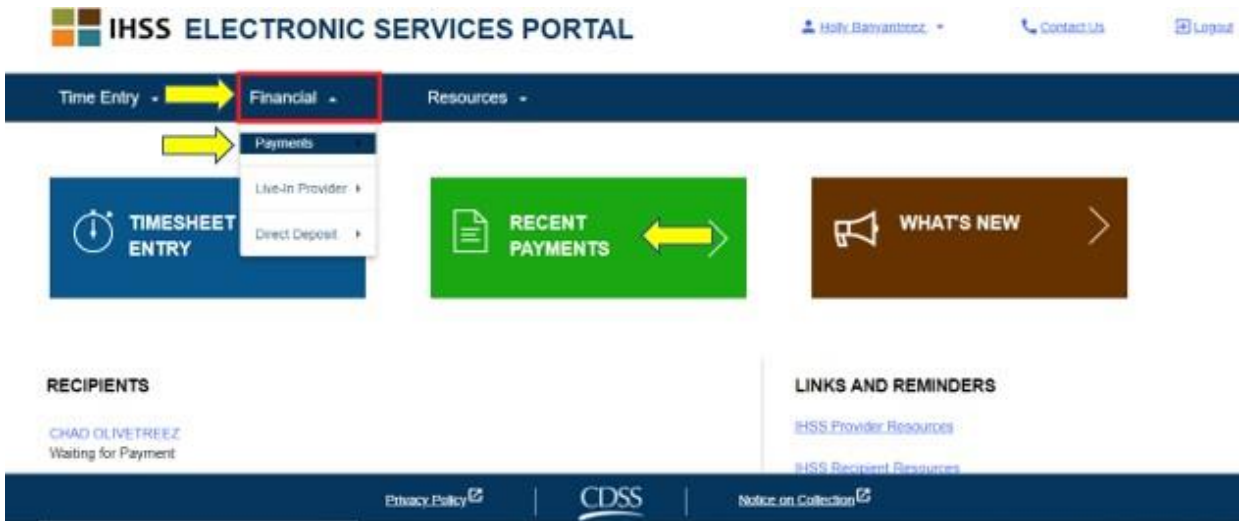 IHSS ELECTRONIC SERVICES PORTAL
Holly Banyantreez
Contact Us
Logout
Time Entry
Financial
Resources
Payments
Live-In Provider
Direct Deposit
TIMESHEET
ENTRY
RECENT
PAYMENTS
WHAT'S NEW
RECIPIENTS
CHAD OLIVETREEZ
Waiting for Payment
LINKS AND REMINDERS
IHSS Provider Resources
IHSS Recipient Resources
Privacy Policy
CDSS
Notice on Collection